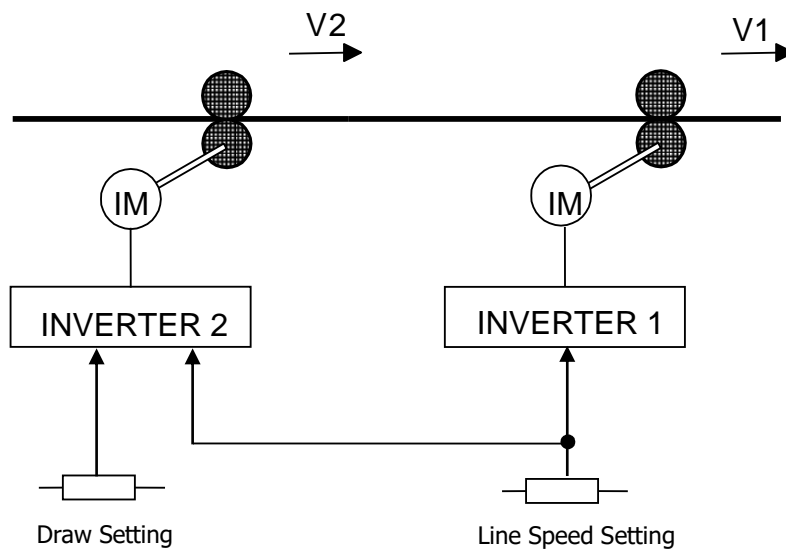 V2
V1
IM
IM
INVERTER 2
INVERTER 1
Draw Setting
Line Speed Setting